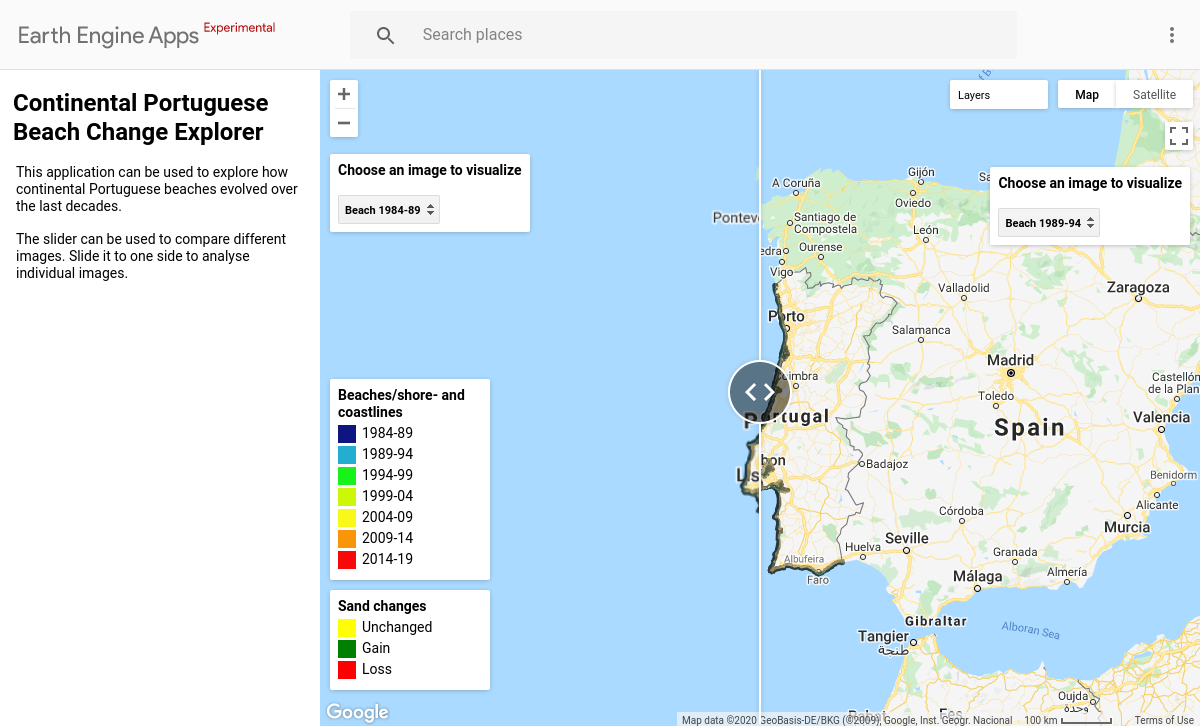 Earth Engine Apps Experimental
Search places
Continental Portuguese
Beach Change Explorer
This application can be used to explore how
continental Portuguese beaches evolved over
the last decades.
The slider can be used to compare different
images. Slide it to one side to analyse
individual images.
Choose an image to visualize
Beach 1984-89
Beaches/shore- and
coastlines
1984-89
1989-94
1994-99
1999-04
2004-09
2009-14
2014-19
Sand changes
Unchanged
Gain
Loss
Google
Layers
Map
Satellite
Choose an image to visualize
Beach 1989-94
A Coruña
Gijón
Oviedo
Santiago de
Compostela
León
Ourense
Vigo
Valladolid
Zaragoza
Porto
Salamanca
Madrid
Toledo
Portugal
Spain
Valencia
Badajoz
Benidorm
Alicante
Córdoba
Murcia
Huelva
Seville
Granada
Albufeira
Faro
Almería
Málaga
Gibraltar
Alboran Sea
Tangier
طنجة
Oujda
وجدة
Map data ©2020 GeoBasis-DE/BKG (©2009), Google, Inst. Geogr. Nacional
100 km
Terms of Use